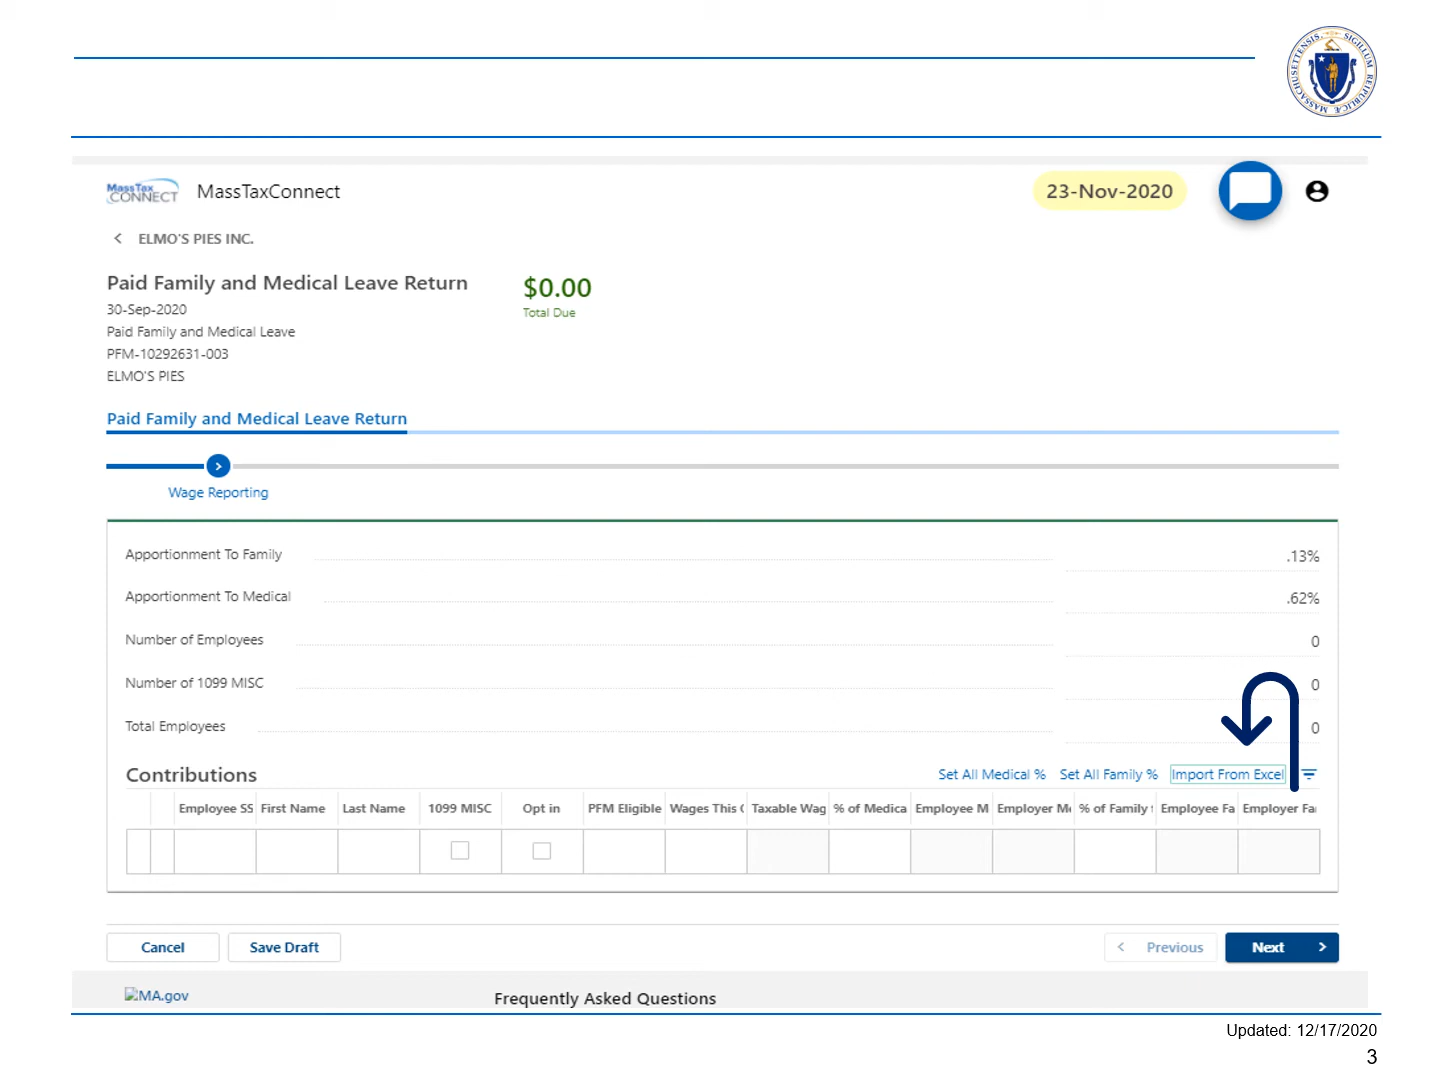 MassTax
CONNECT
MassTaxConnect
23-Nov-2020
ELMO'S PIES INC.
Paid Family and Medical Leave Return
$0.00
30-Sep-2020
Total Due
Paid Family and Medical Leave
PFM-10292631-003
ELMO'S PIES
Paid Family and Medical Leave Return
Wage Reporting
Apportionment To Family .13%
Apportionment To Medical .62%
Number of Employees 0
Number of 1099 MISC 0
Total Employees 0
Contributions Set All Medical % Set All Family % Import From Excel
Employee SS First Name Last Name 1099 MISC Opt in PFM Eligible Wages This Taxable Wag % of Medica Employee M Employer Me % of Family Employee Fa Employer Fa
Cancel Save Draft Previous Next
MA.gov Frequently Asked Questions
Updated: 12/17/2020
3